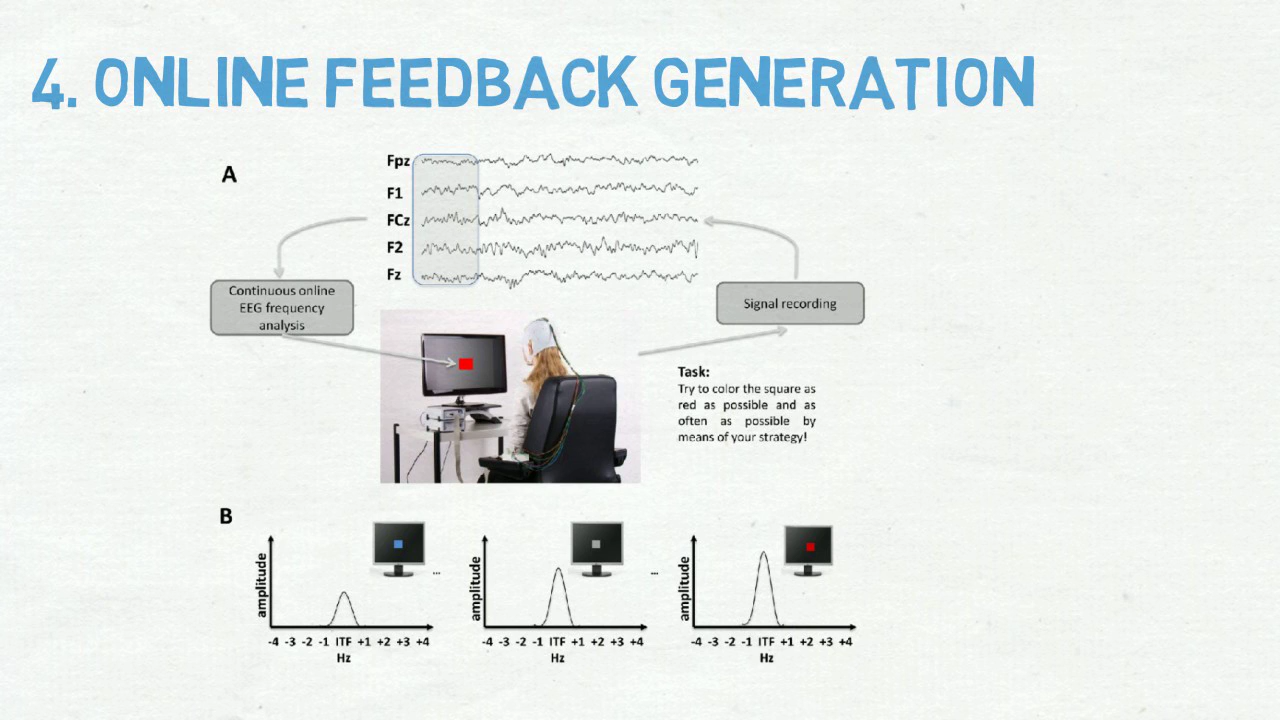 4. ONLINE FEEDBACK GENERATION
A
Fpz
F1
FCz
F2
Fz
Continuous online
EEG frequency
analysis
Signal recording
Task:
Try to color the square as
red as possible and as
often as possible by
means of your strategy!
B
amplitude
-4 -3 -2 -1 ITF +1 +2 +3 +4
Hz
...
amplitude
-4 -3 -2 -1 ITF +1 +2 +3 +4
Hz
...
amplitude
-4 -3 -2 -1 ITF +1 +2 +3 +4
Hz